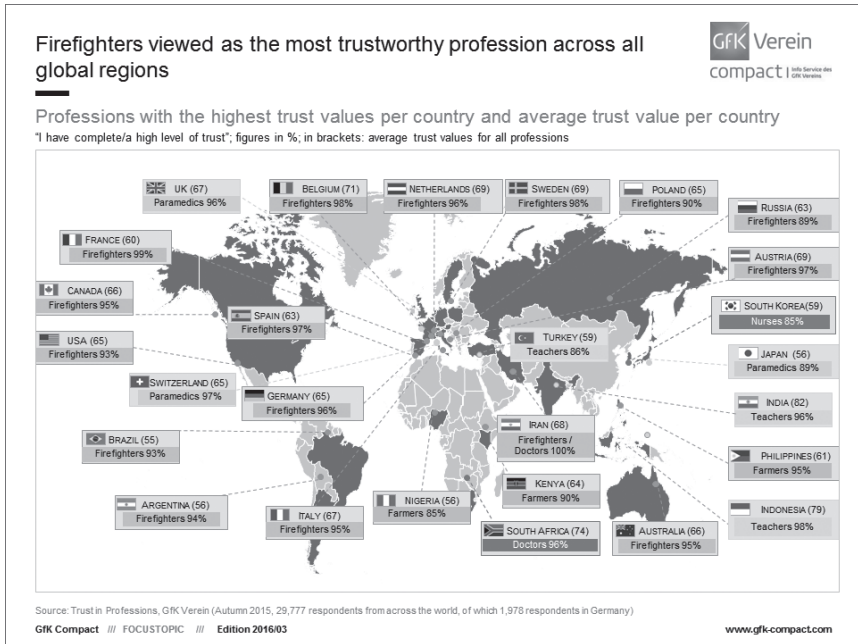 Firefighters viewed as the most trustworthy profession across all
global regions
GfK Verein
compact | Info Service des
GfK Vereins
Professions with the highest trust values per country and average trust value per country
"I have complete/a high level of trust"; figures in %; in brackets: average trust values for all professions
UK (67)
Paramedics 96%
BELGIUM (71)
Firefighters 98%
NETHERLANDS (69)
Firefighters 96%
SWEDEN (69)
Firefighters 98%
POLAND (65)
Firefighters 90%
RUSSIA (63)
Firefighters 89%
FRANCE (60)
Firefighters 99%
AUSTRIA (69)
Firefighters 97%
CANADA (66)
Firefighters 95%
SPAIN (63)
Firefighters 97%
SOUTH KOREA(59)
Nurses 85%
USA (65)
Firefighters 93%
TURKEY (59)
Teachers 86%
JAPAN (56)
Paramedics 89%
SWITZERLAND (65)
Paramedics 97%
GERMANY (65)
Firefighters 96%
INDIA (82)
Teachers 96%
BRAZIL (55)
Firefighters 93%
IRAN (68)
Firefighters /
Doctors 100%
PHILIPPINES (61)
Farmers 95%
ARGENTINA (56)
Firefighters 94%
ITALY (67)
Firefighters 95%
NIGERIA (56)
Farmers 85%
KENYA (64)
Farmers 90%
SOUTH AFRICA (74)
Doctors 96%
AUSTRALIA (66)
Firefighters 95%
INDONESIA (79)
Teachers 98%
Source: Trust in Professions, GfK Verein (Autumn 2015, 29,777 respondents from across the world, of which 1,978 respondents in Germany)
GfK Compact /// FOCUSTOPIC /// Edition 2016/03
www.gfk-compact.com